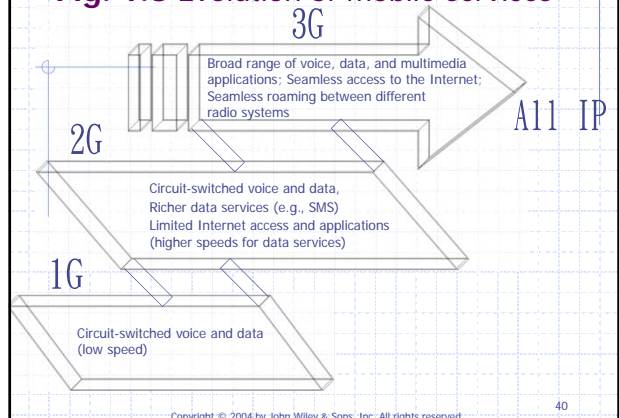 Fig. 1.8 Evolution of mobile services
3G
Broad range of voice, data, and multimedia
applications; Seamless access to the Internet;
Seamless roaming between different
radio systems
All IP
2G
Circuit-switched voice and data,
Richer data services (e.g., SMS)
Limited Internet access and applications
(higher speeds for data services)
1G
Circuit-switched voice and data
(low speed)
40
Copyright © 2004 by John Wiley & Sons, Inc. All rights reserved